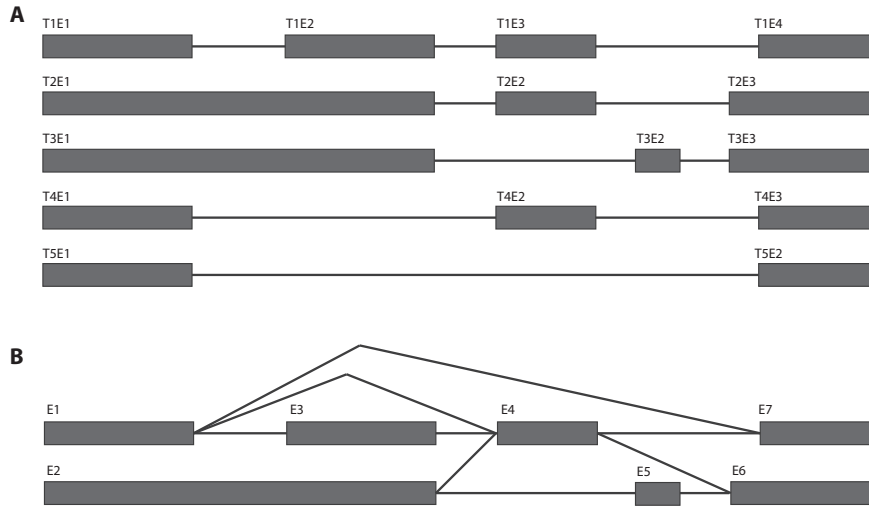 A
T1E1 T1E2 T1E3 T1E4
T2E1 T2E2 T2E3
T3E1 T3E2 T3E3
T4E1 T4E2 T4E3
T5E1 T5E2
B
E1 E3 E4 E7
E2 E5 E6